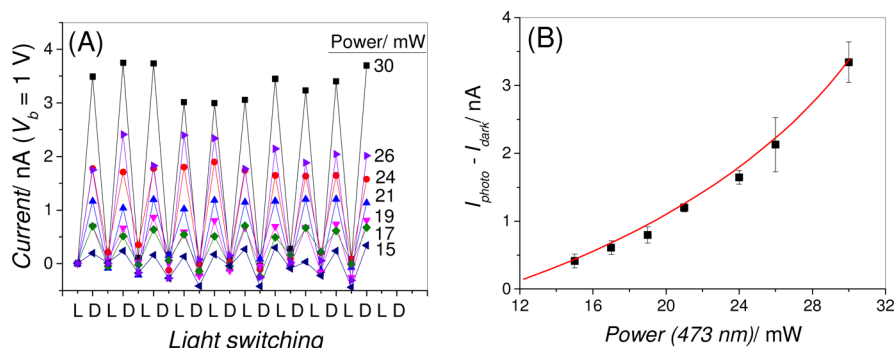 (A)
Power/ mW
30
26
24
21
19
17
15
4
3
2
1
0
Current/ nA (V_b = 1 V)
L D L D L D L D L D L D L D L D L D L D L D
Light switching
(B)
4
3
2
1
0
I_photo - I_dark/ nA
12 16 20 24 28 32
Power (473 nm)/ mW